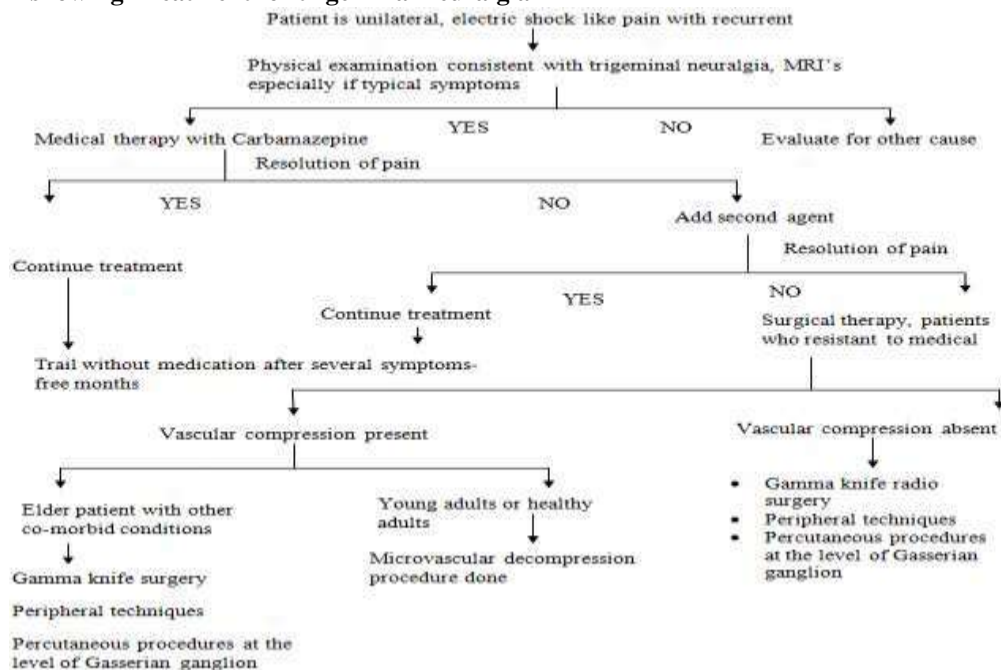 Patient is unilateral, electric shock like pain with recurrent
Physical examination consistent with trigeminal neuralgia, MRI's
especially if typical symptoms
YES
NO
Medical therapy with Carbamazepine
Evaluate for other cause
Resolution of pain
YES
NO
Add second agent
Resolution of pain
Continue treatment
YES
NO
Continue treatment
Surgical therapy, patients
who resistant to medical
Trail without medication after several symptoms-
free months
Vascular compression present
Vascular compression absent
Elder patient with other
co-morbid conditions
Young adults or healthy
adults
• Gamma knife radio
surgery
• Peripheral techniques
• Percutaneous procedures
at the level of Gasserian
ganglion
Microvascular decompression
procedure done
Gamma knife surgery
Peripheral techniques
Percutaneous procedures at the
level of Gasserian ganglion